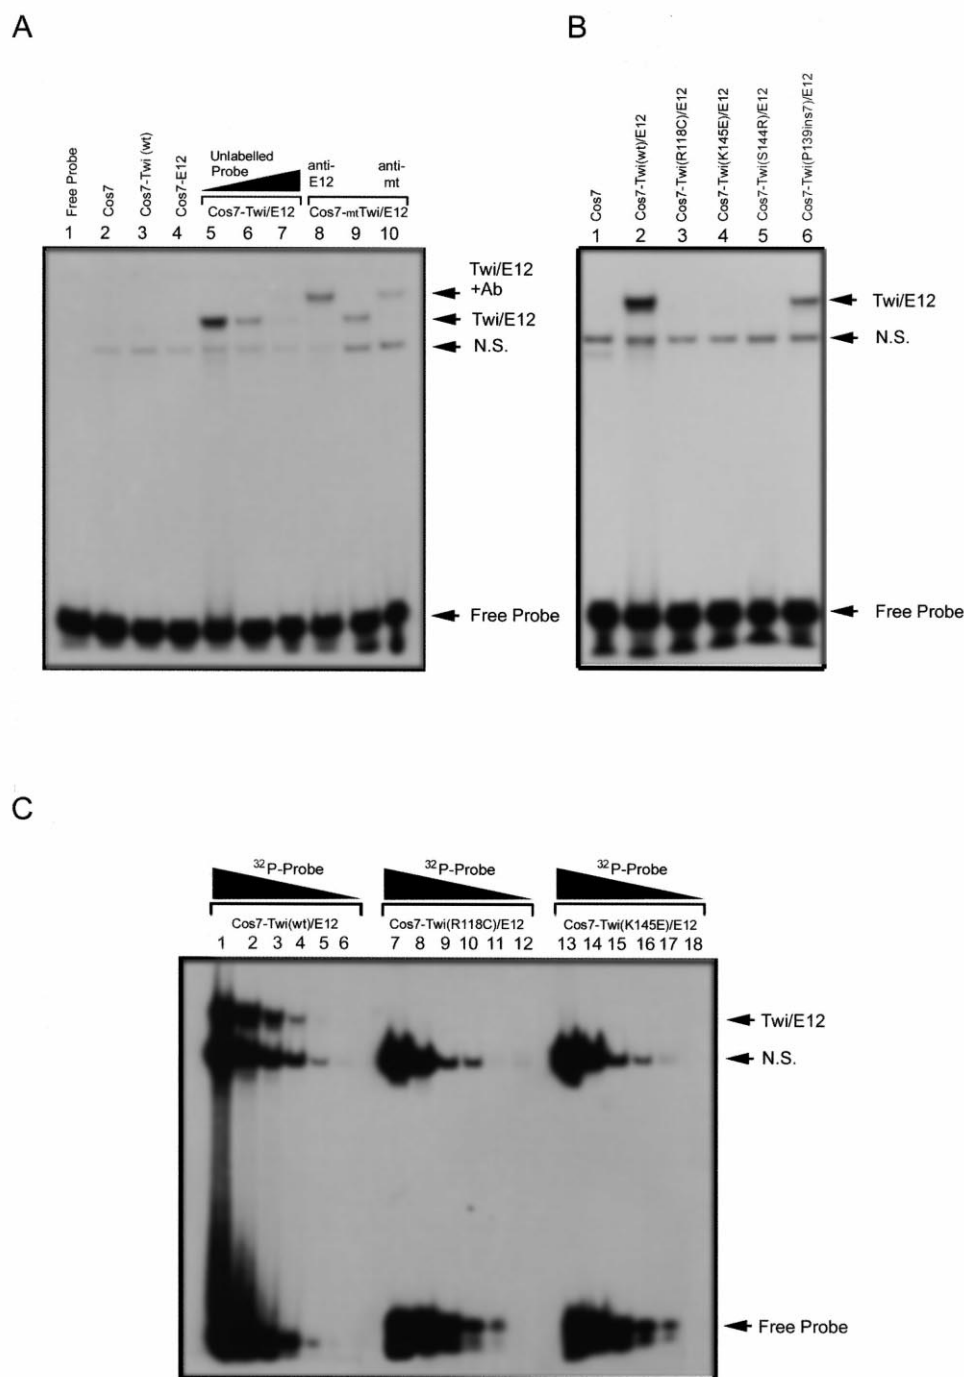 A
Free Probe
Cos7
Cos7-Twi (wt)
Cos7-E12
Unlabelled
Probe
anti-
E12
anti-
mt
Cos7-Twi/E12
Cos7-mtTwi/E12
1 2 3 4 5 6 7 8 9 10
Twi/E12
+Ab
Twi/E12
N.S.
Free Probe
B
Cos7
Cos7-Twi(wt)/E12
Cos7-Twi(R118C)/E12
Cos7-Twi(K145E)/E12
Cos7-Twi(S144R)/E12
Cos7-Twi(P139ins7)/E12
1 2 3 4 5 6
Twi/E12
N.S.
Free Probe
C
32P-Probe
32P-Probe
32P-Probe
Cos7-Twi(wt)/E12
Cos7-Twi(R118C)/E12
Cos7-Twi(K145E)/E12
1 2 3 4 5 6 7 8 9 10 11 12 13 14 15 16 17 18
Twi/E12
N.S.
Free Probe